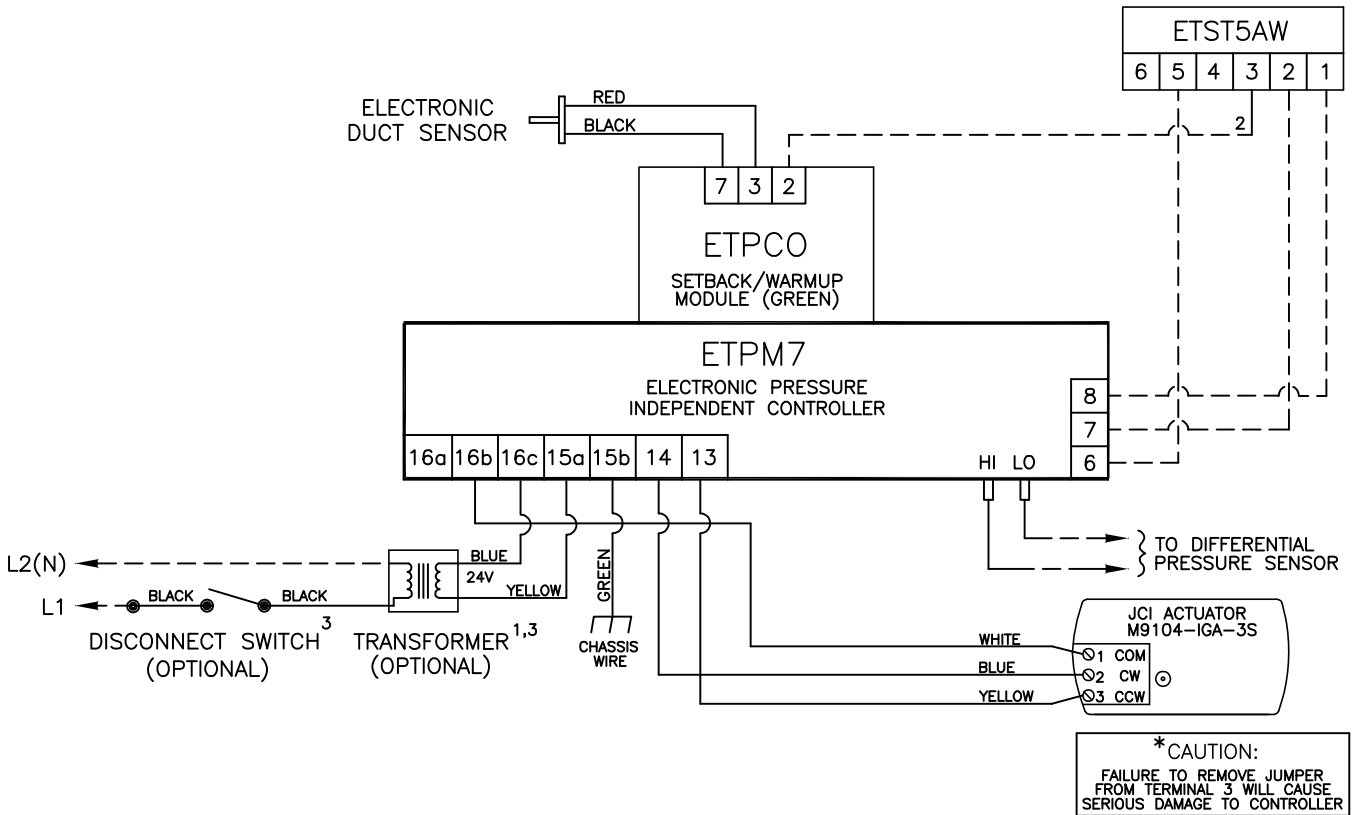 ETST5AW
6 5 4 3 2 1
ELECTRONIC
DUCT SENSOR
RED
BLACK
2
7 3 2
ETPCO
SETBACK/WARMUP
MODULE (GREEN)
ETPM7
ELECTRONIC PRESSURE
INDEPENDENT CONTROLLER
8
7
6
16a 16b 16c 15a 15b 14 13
HI LO
L2(N)
BLUE
24V
YELLOW
GREEN
TO DIFFERENTIAL
PRESSURE SENSOR
L1
BLACK
BLACK
DISCONNECT SWITCH 3
(OPTIONAL)
TRANSFORMER 1,3
(OPTIONAL)
CHASSIS
WIRE
JCI ACTUATOR
M9104-IGA-3S
WHITE
1 COM
BLUE
2 CW
YELLOW
3 CCW
*CAUTION:
FAILURE TO REMOVE JUMPER
FROM TERMINAL 3 WILL CAUSE
SERIOUS DAMAGE TO CONTROLLER